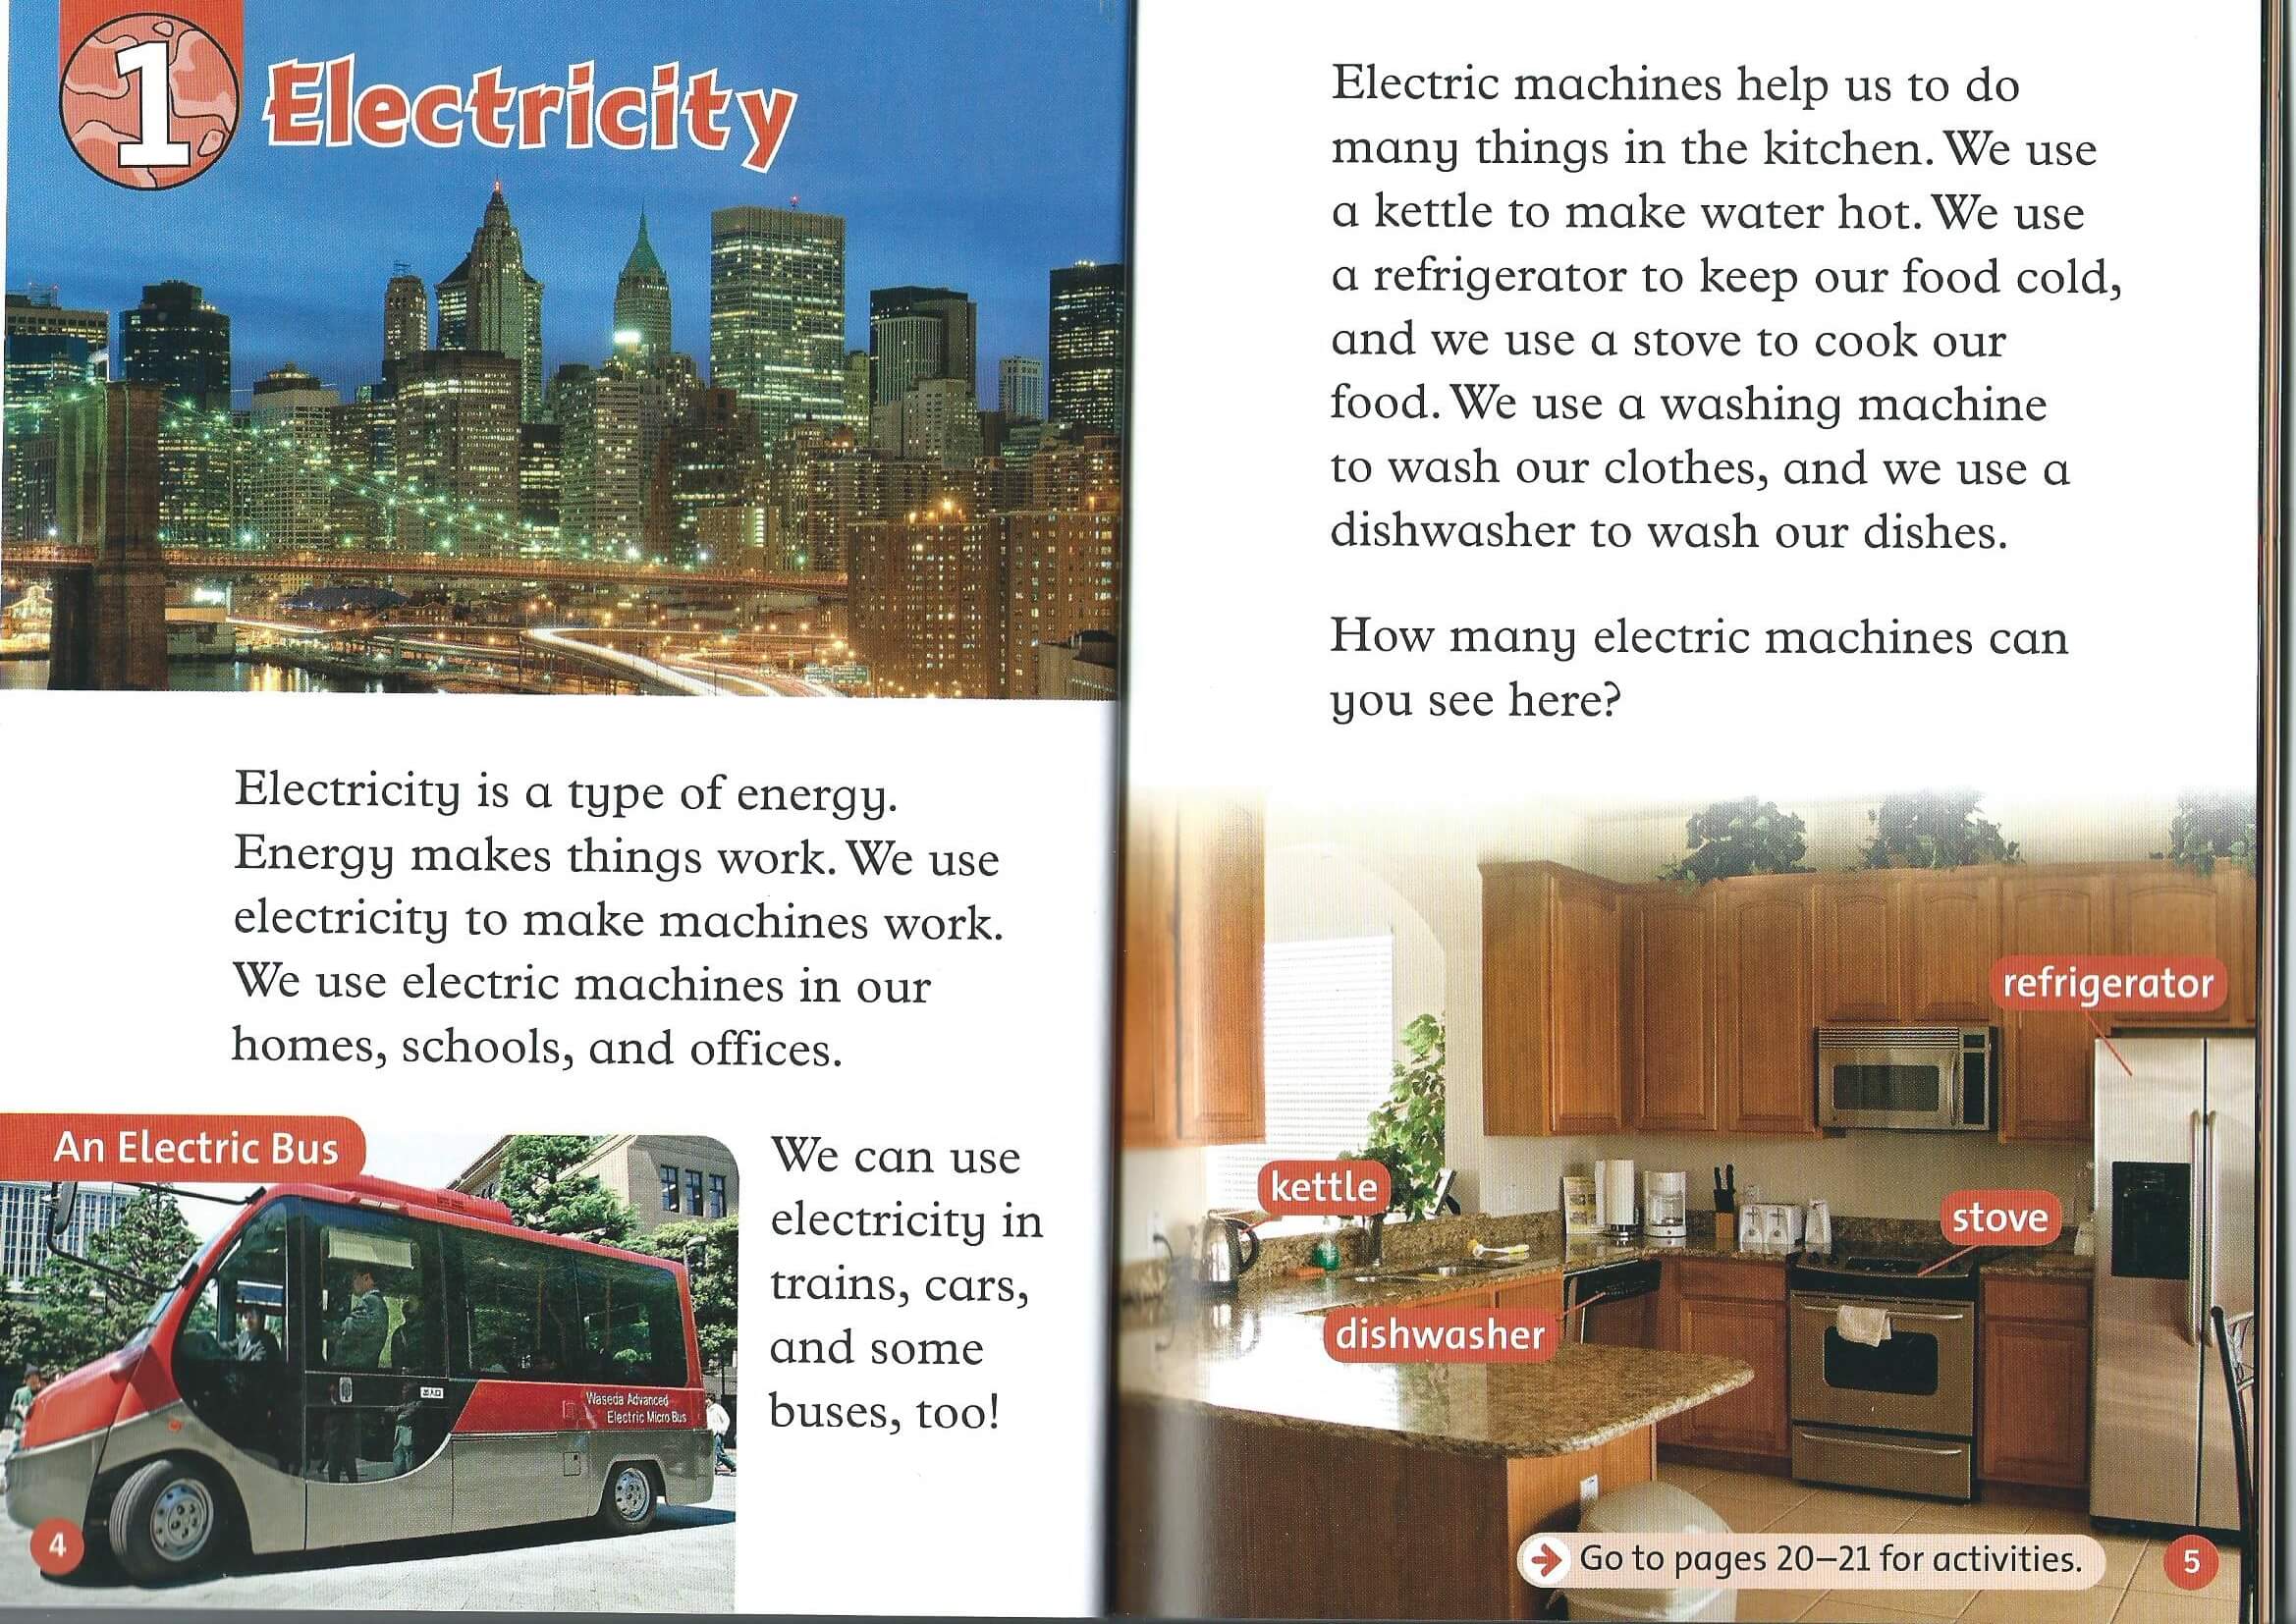 1
Electricity
Electricity is a type of energy.
Energy makes things work. We use
electricity to make machines work.
We use electric machines in our
homes, schools, and offices.
An Electric Bus
We can use
electricity in
trains, cars,
and some
buses, too!
Waseda Advanced
Electric Micro Bus
4
Electric machines help us to do
many things in the kitchen. We use
a kettle to make water hot. We use
a refrigerator to keep our food cold,
and we use a stove to cook our
food. We use a washing machine
to wash our clothes, and we use a
dishwasher to wash our dishes.
How many electric machines can
you see here?
refrigerator
kettle
stove
dishwasher
Go to pages 20–21 for activities.
5